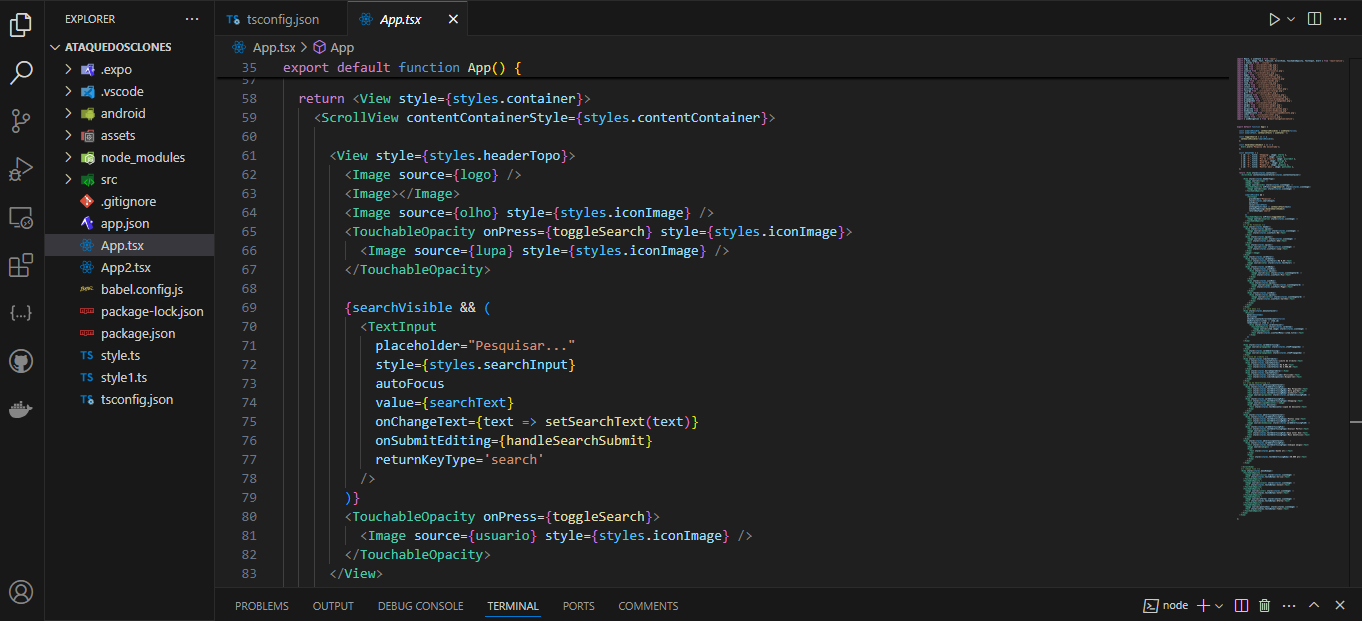 EXPLORER ···
ATAQUEDOSCLONES
.expo
.vscode
android
assets
node_modules
src
.gitignore
app.json
App.tsx
App2.tsx
babel.config.js
package-lock.json
package.json
TS style.ts
TS style1.ts
TS tsconfig.json
TS tsconfig.json
App.tsx
App.tsx > App
35 export default function App() {
57
58 return <View style={styles.container}>
59 <ScrollView contentContainerStyle={styles.contentContainer}>
60
61 <View style={styles.headerTopo}>
62 <Image source={logo} />
63 <Image></Image>
64 <Image source={olho} style={styles.iconImage} />
65 <TouchableOpacity onPress={toggleSearch} style={styles.iconImage}>
66 <Image source={lupa} style={styles.iconImage} />
67 </TouchableOpacity>
68
69 {searchVisible && (
70 <TextInput
71 placeholder="Pesquisar..."
72 style={styles.searchInput}
73 autoFocus
74 value={searchText}
75 onChangeText={text => setSearchText(text)}
76 onSubmitEditing={handleSearchSubmit}
77 returnKeyType='search'
78 />
79 )}
80 <TouchableOpacity onPress={toggleSearch}>
81 <Image source={usuario} style={styles.iconImage} />
82 </TouchableOpacity>
83 </View>
PROBLEMS OUTPUT DEBUG CONSOLE TERMINAL PORTS COMMENTS
node